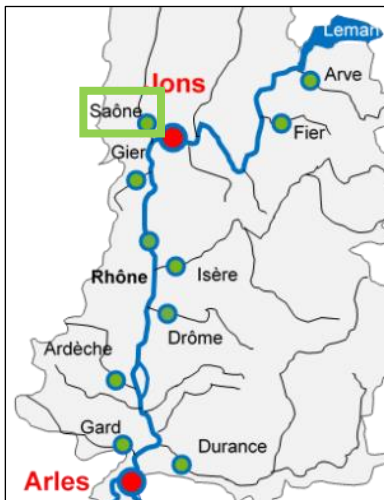 Leman
Jons
Arve
Saône
Fier
Gier
Rhône
Isère
Drôme
Ardèche
Gard
Durance
Arles